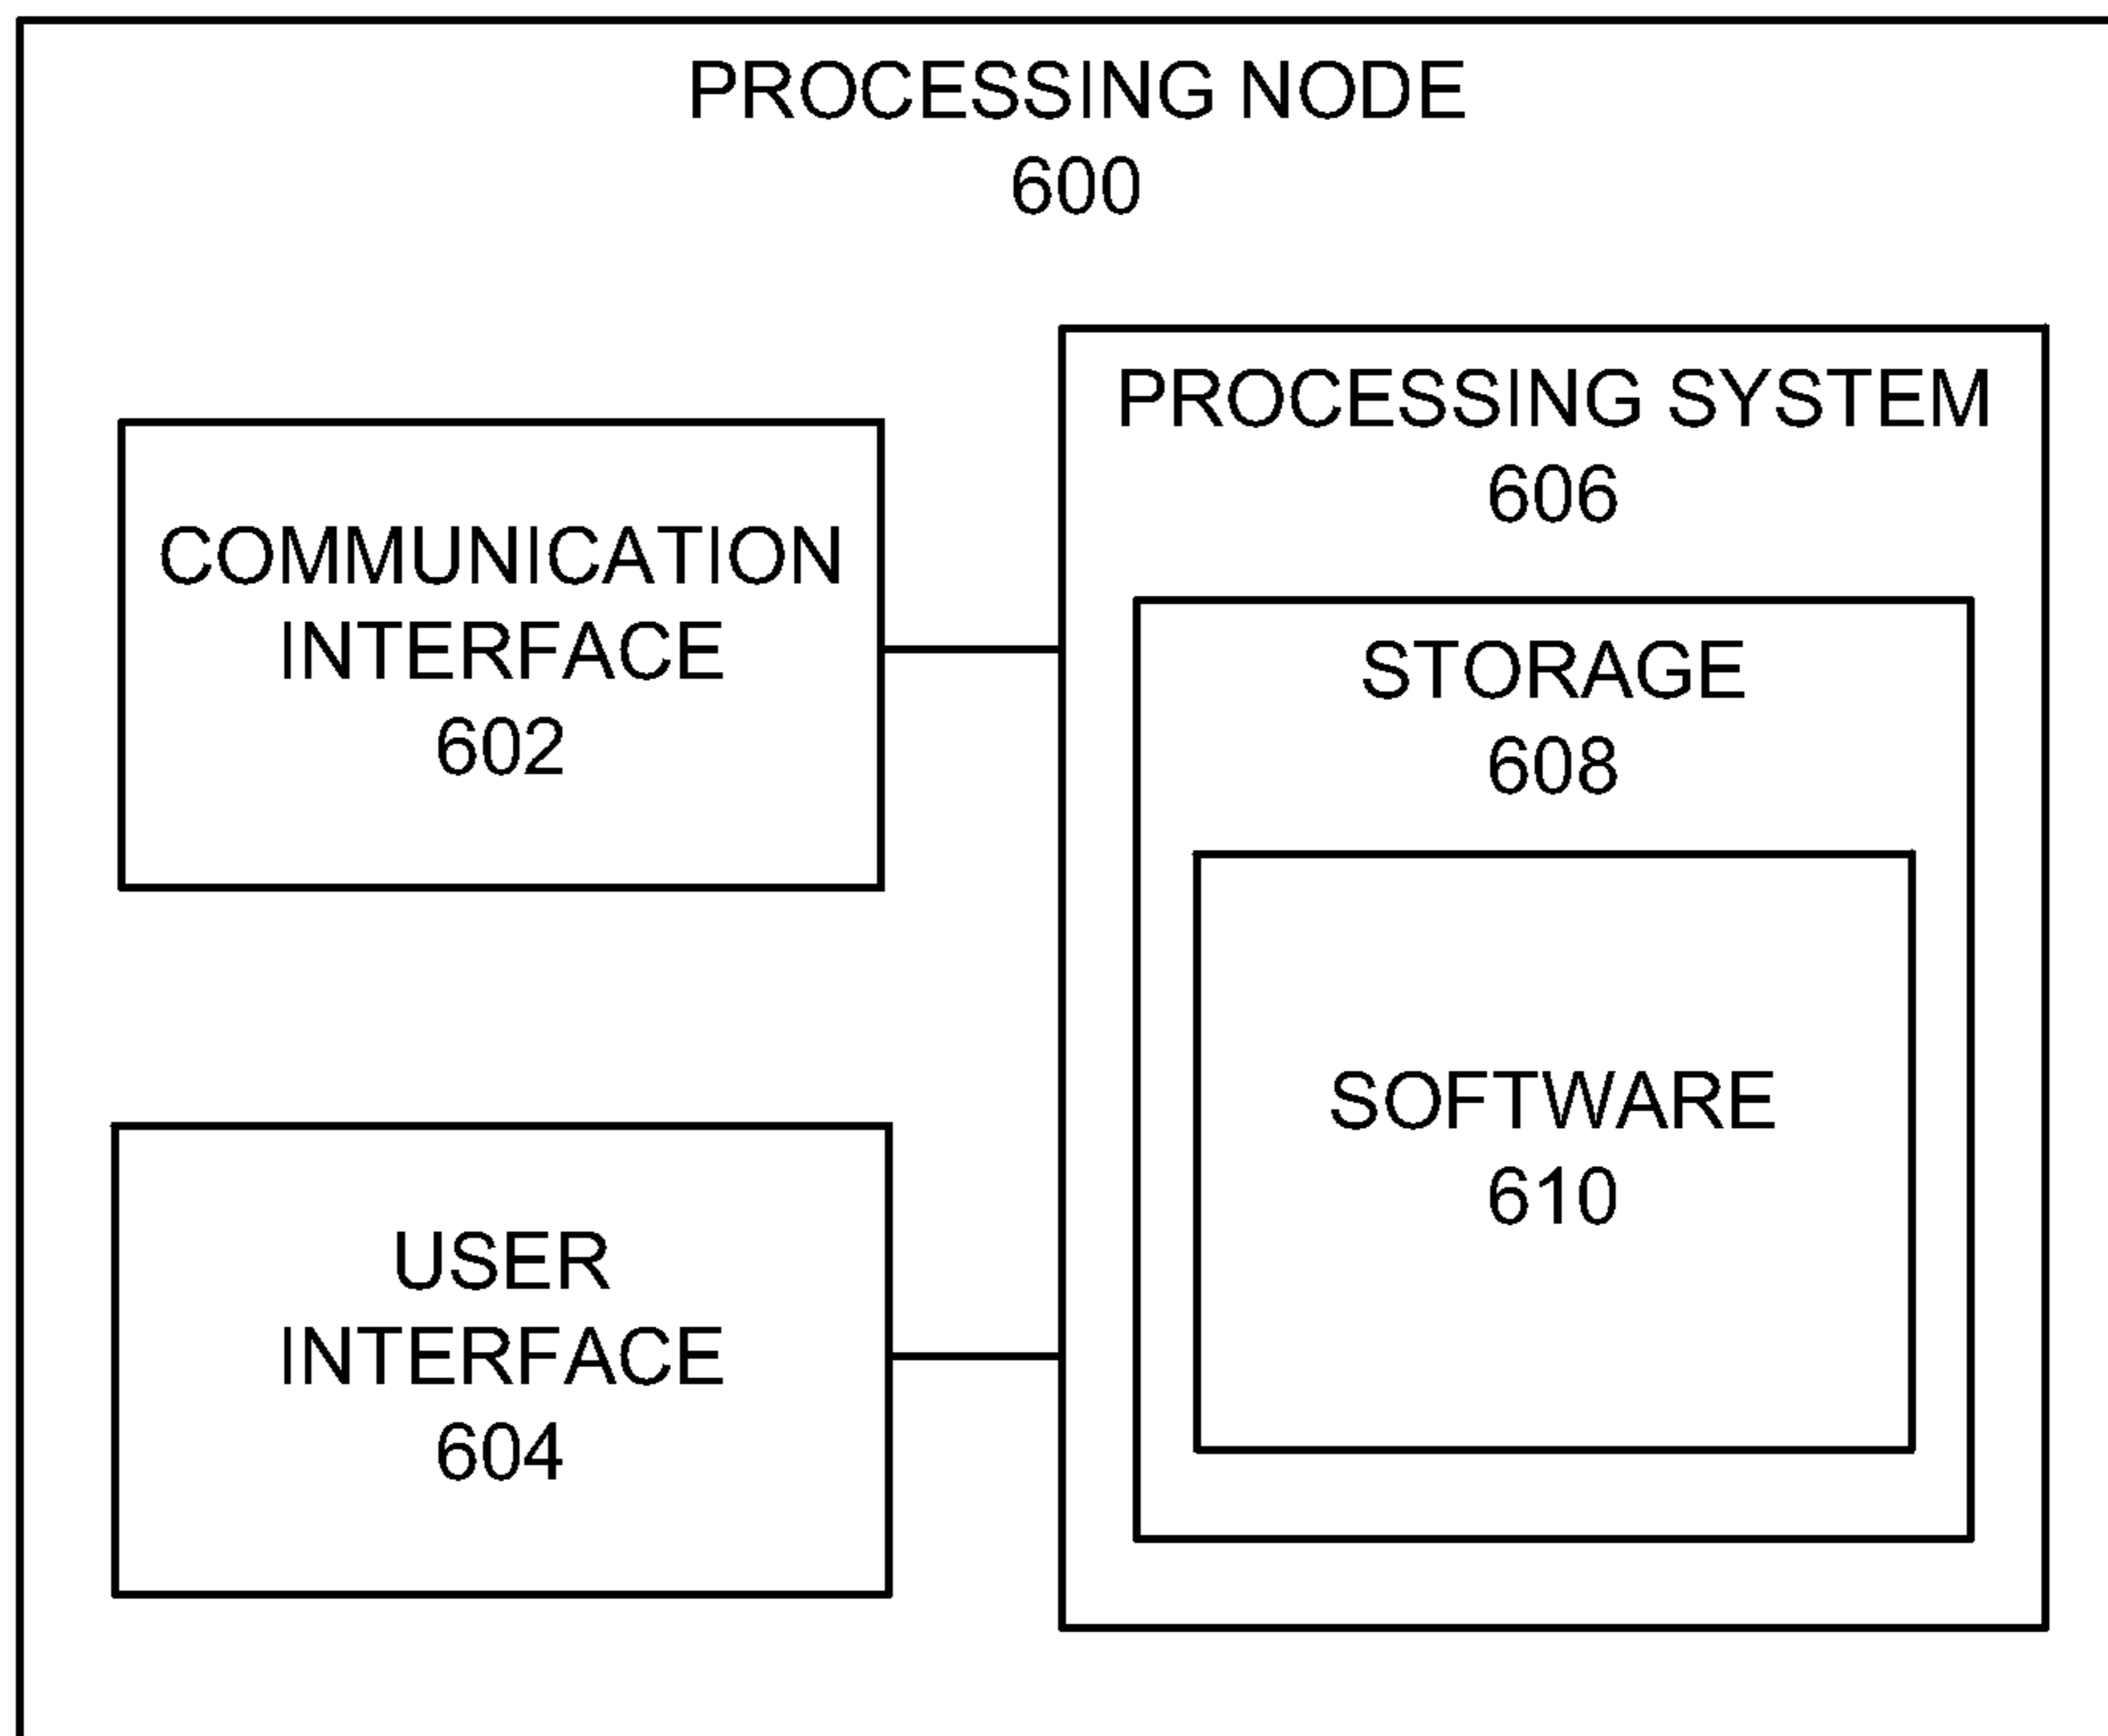 PROCESSING NODE
600
PROCESSING SYSTEM
606
COMMUNICATION
INTERFACE
602
STORAGE
608
SOFTWARE
610
USER
INTERFACE
604